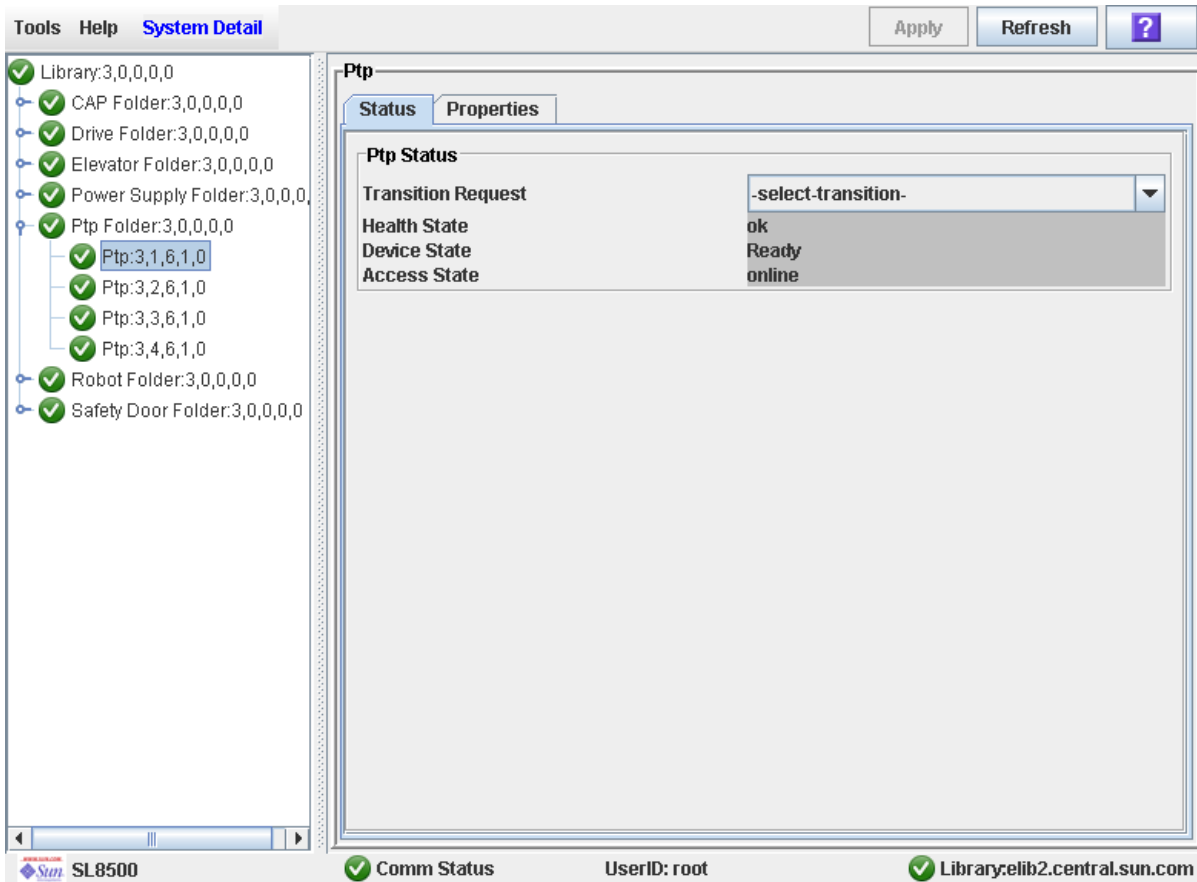 Tools Help System Detail Apply Refresh ?
Library:3,0,0,0,0
CAP Folder:3,0,0,0,0
Drive Folder:3,0,0,0,0
Elevator Folder:3,0,0,0,0
Power Supply Folder:3,0,0,0,
Ptp Folder:3,0,0,0,0
Ptp:3,1,6,1,0
Ptp:3,2,6,1,0
Ptp:3,3,6,1,0
Ptp:3,4,6,1,0
Robot Folder:3,0,0,0,0
Safety Door Folder:3,0,0,0,0
Ptp
Status Properties
Ptp Status
Transition Request -select-transition-
Health State ok
Device State Ready
Access State online
Sun SL8500 Comm Status UserID: root Library:elib2.central.sun.com